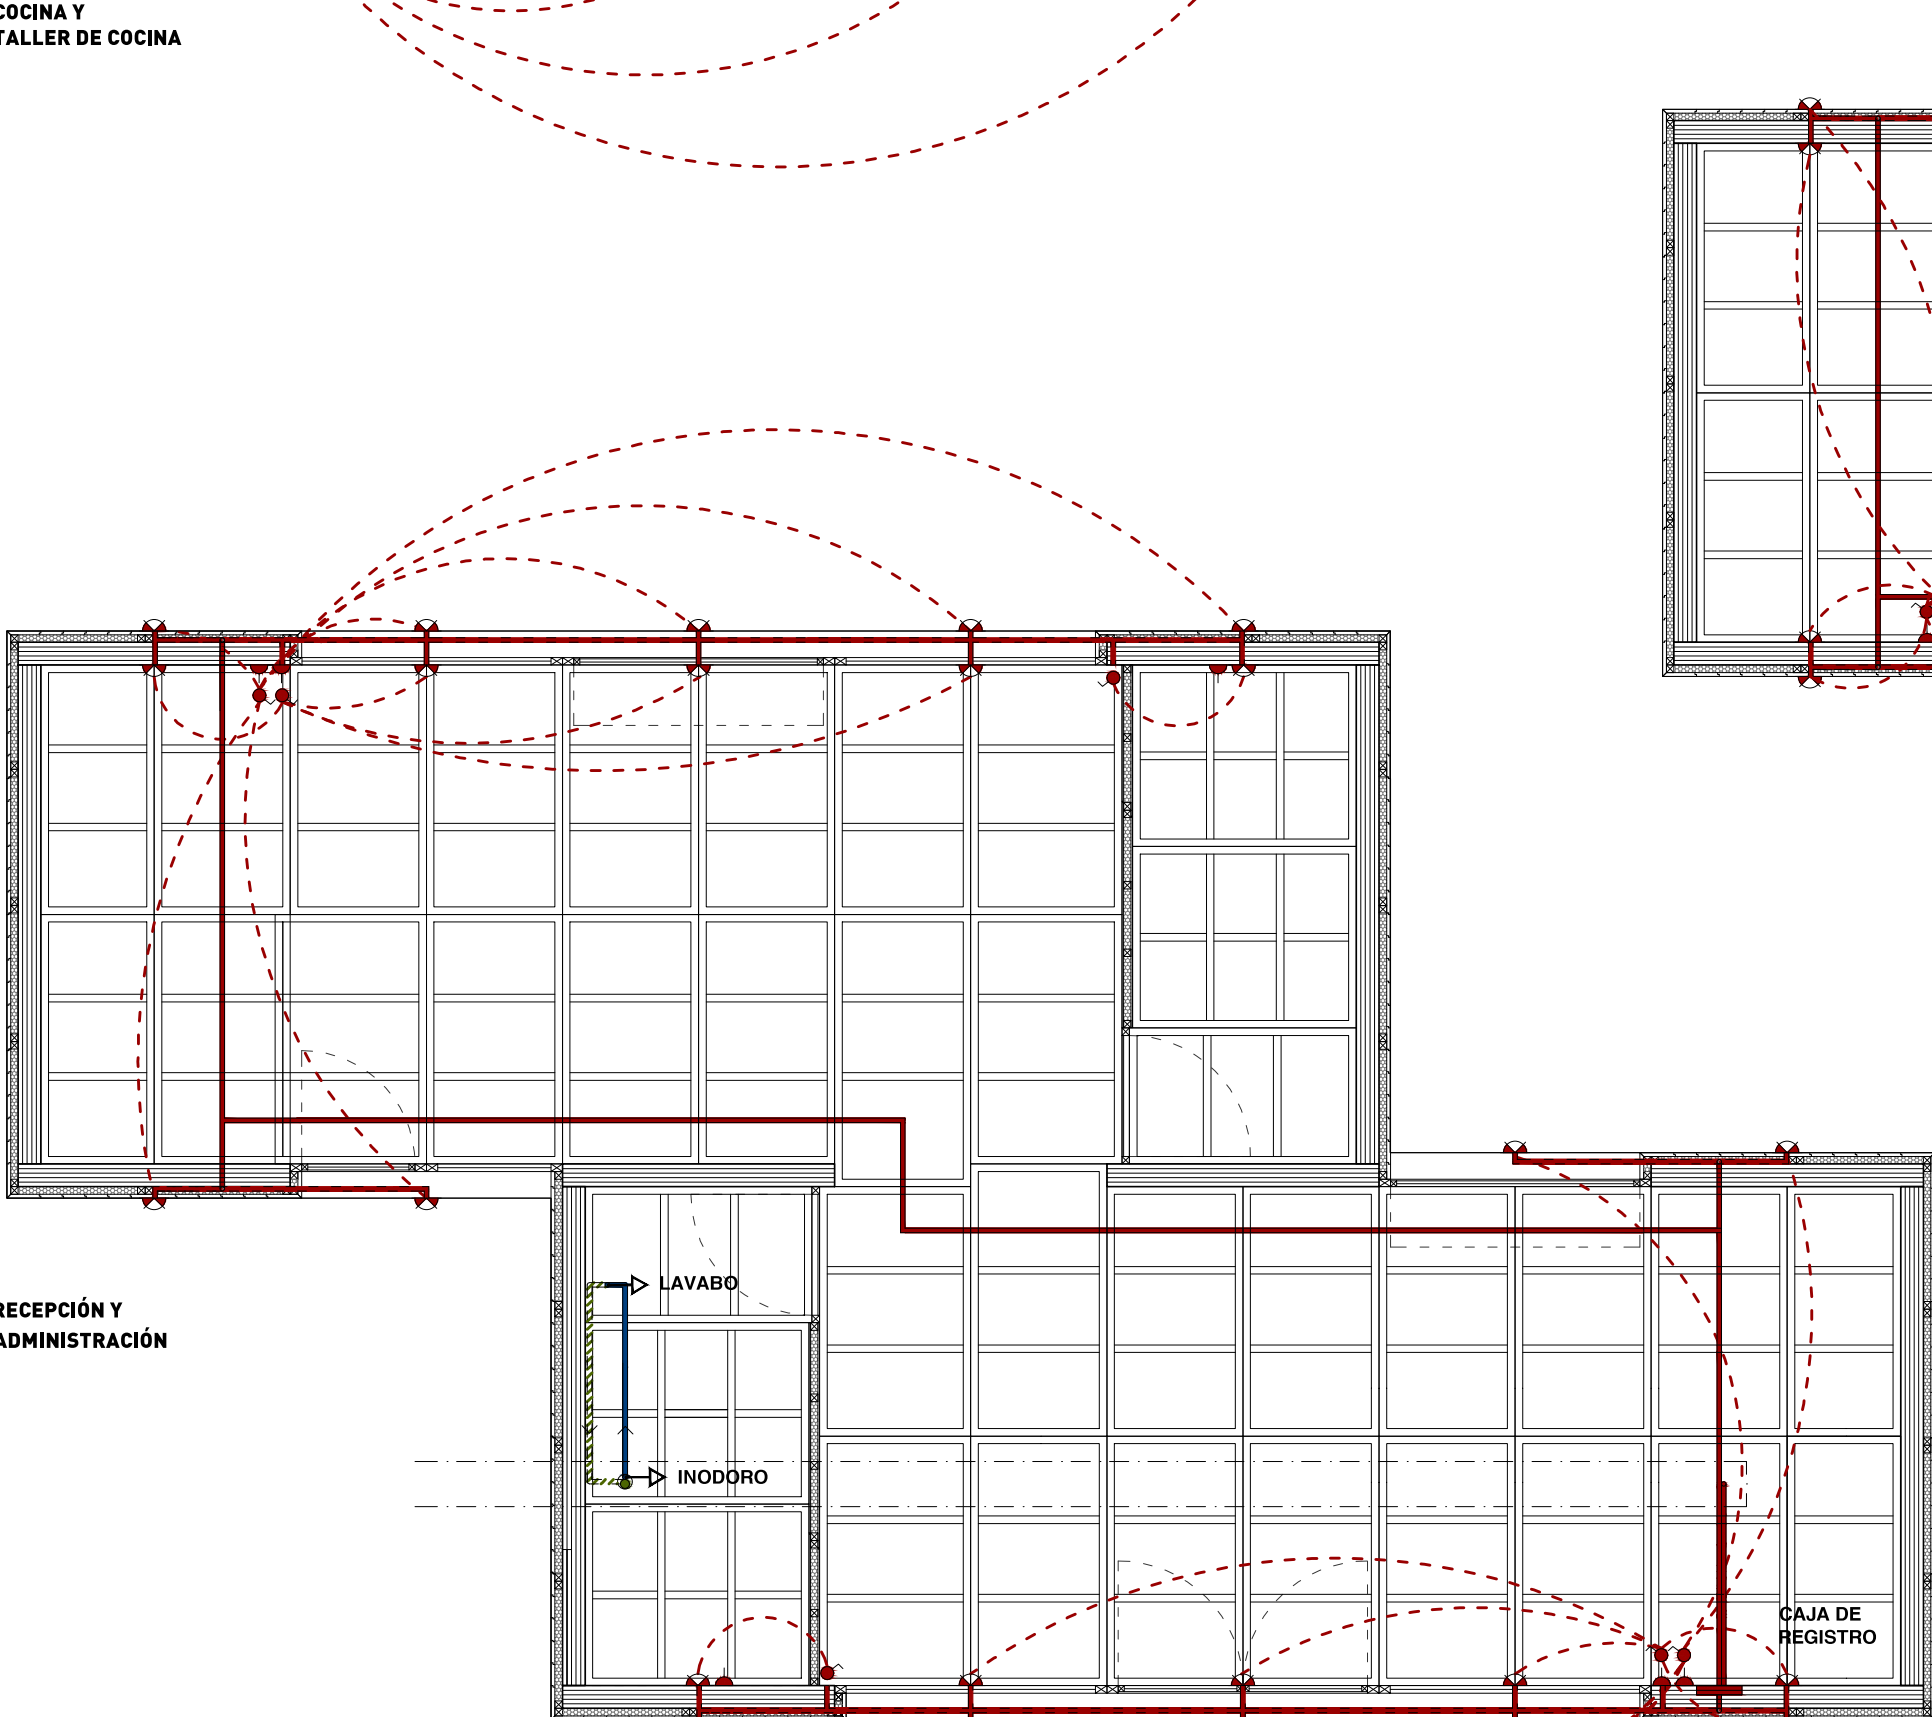 COCINA Y
TALLER DE COCINA
RECEPCIÓN Y
ADMINISTRACIÓN
LAVABO
INODORO
CAJA DE
REGISTRO